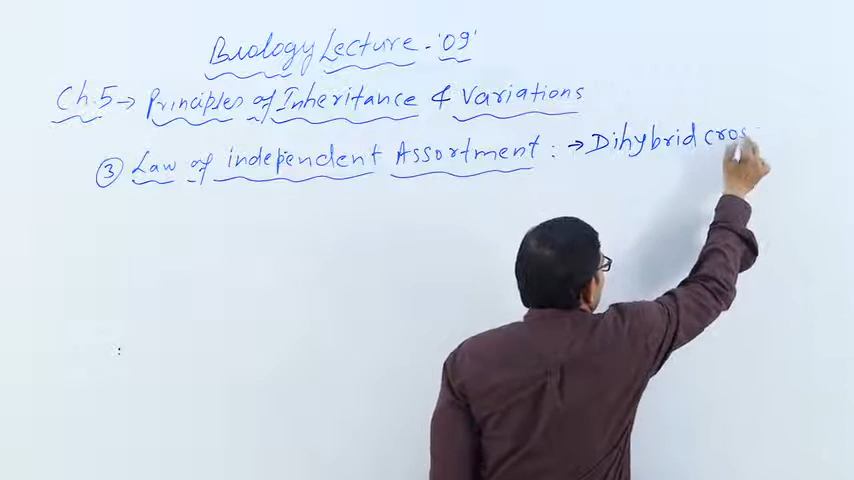 Biology Lecture - '09'
Ch. 5 → Principles of Inheritance & Variations
③ Law of independent Assortment : → Dihybrid cros